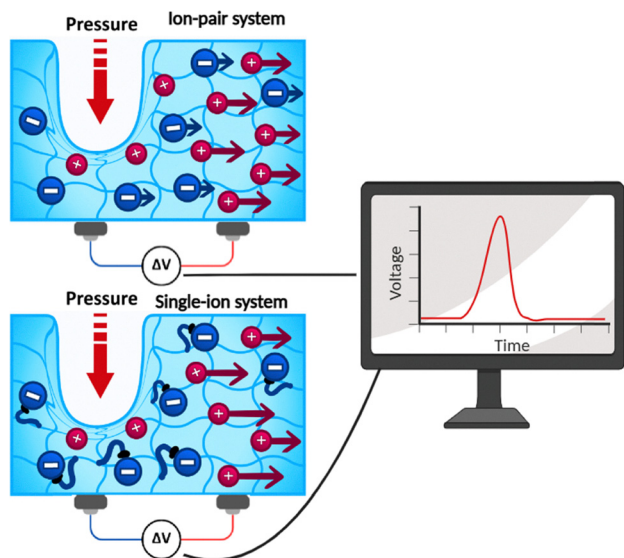 Ion-pair system
Pressure
ΔV
Single-ion system
Pressure
ΔV
Voltage
Time